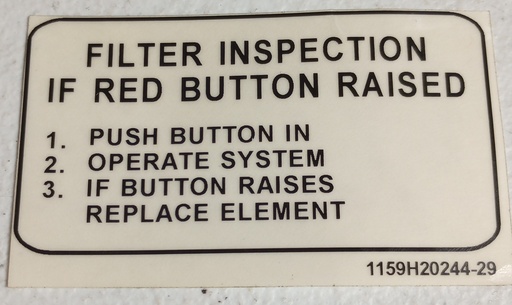 FILTER INSPECTION
IF RED BUTTON RAISED
1. PUSH BUTTON IN
2. OPERATE SYSTEM
3. IF BUTTON RAISES
REPLACE ELEMENT
1159H20244-29